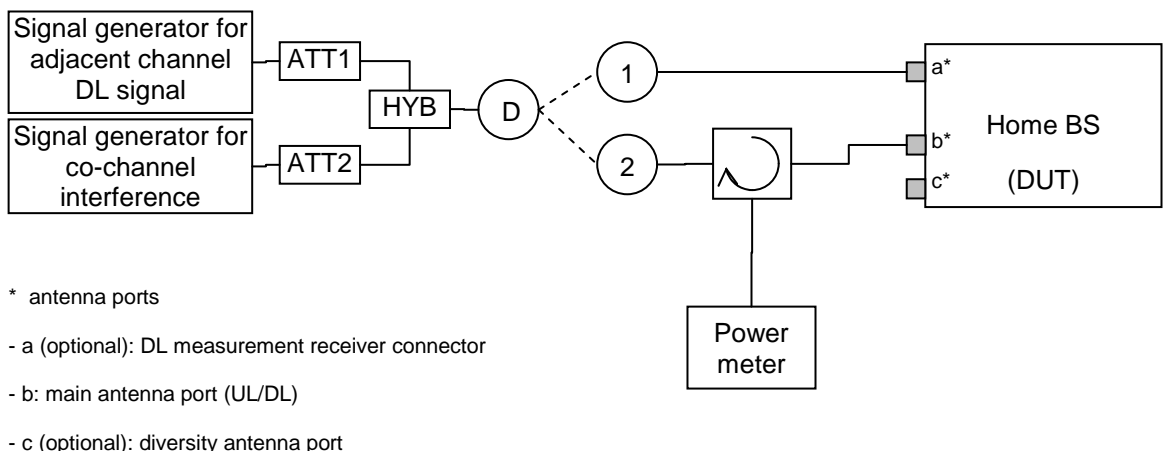 Signal generator for
adjacent channel
DL signal
ATT1
Signal generator for
co-channel
interference
ATT2
HYB
D
1
2
a*
b*
c*
Home BS
(DUT)
Power
meter
* antenna ports
- a (optional): DL measurement receiver connector
- b: main antenna port (UL/DL)
- c (optional): diversity antenna port